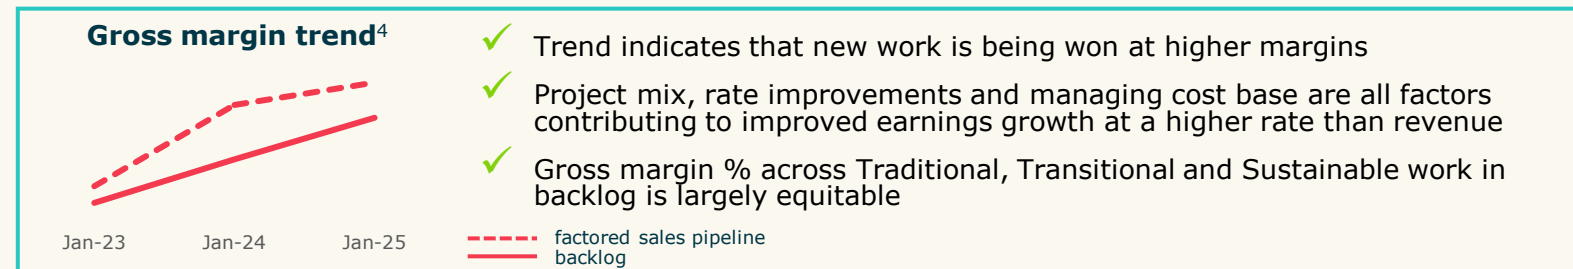 Gross margin trend4
Jan-23 Jan-24 Jan-25
Trend indicates that new work is being won at higher margins
Project mix, rate improvements and managing cost base are all factors
contributing to improved earnings growth at a higher rate than revenue
Gross margin % across Traditional, Transitional and Sustainable work in
backlog is largely equitable
factored sales pipeline
backlog